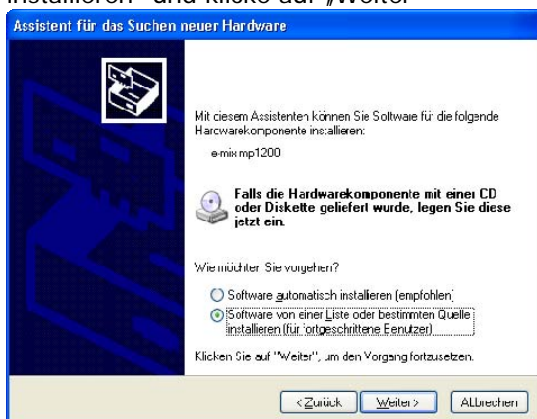 installieren“ und klicke auf „Weiter“
Assistent für das Suchen neuer Hardware
Mit diesem Assistenten können Sie Software für die folgende
Hardwarekomponente installieren:
e-mix mp1200
Falls die Hardwarekomponente mit einer CD
oder Diskette geliefert wurde, legen Sie diese
jetzt ein.
Wie möchten Sie vorgehen?
Software automatisch installieren (empfohlen)
Software von einer Liste oder bestimmten Quelle
installieren (für fortgeschrittene Benutzer)
Klicken Sie auf "Weiter", um den Vorgang fortzusetzen.
< Zurück Weiter > Abbrechen